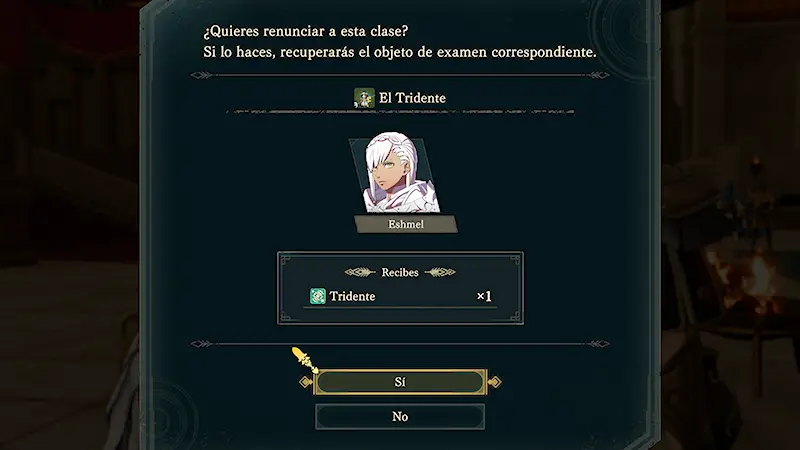 ¿Quieres renunciar a esta clase?
Si lo haces, recuperarás el objeto de examen correspondiente.
El Tridente
Eshmel
Recibes
Tridente ×1
Sí
No